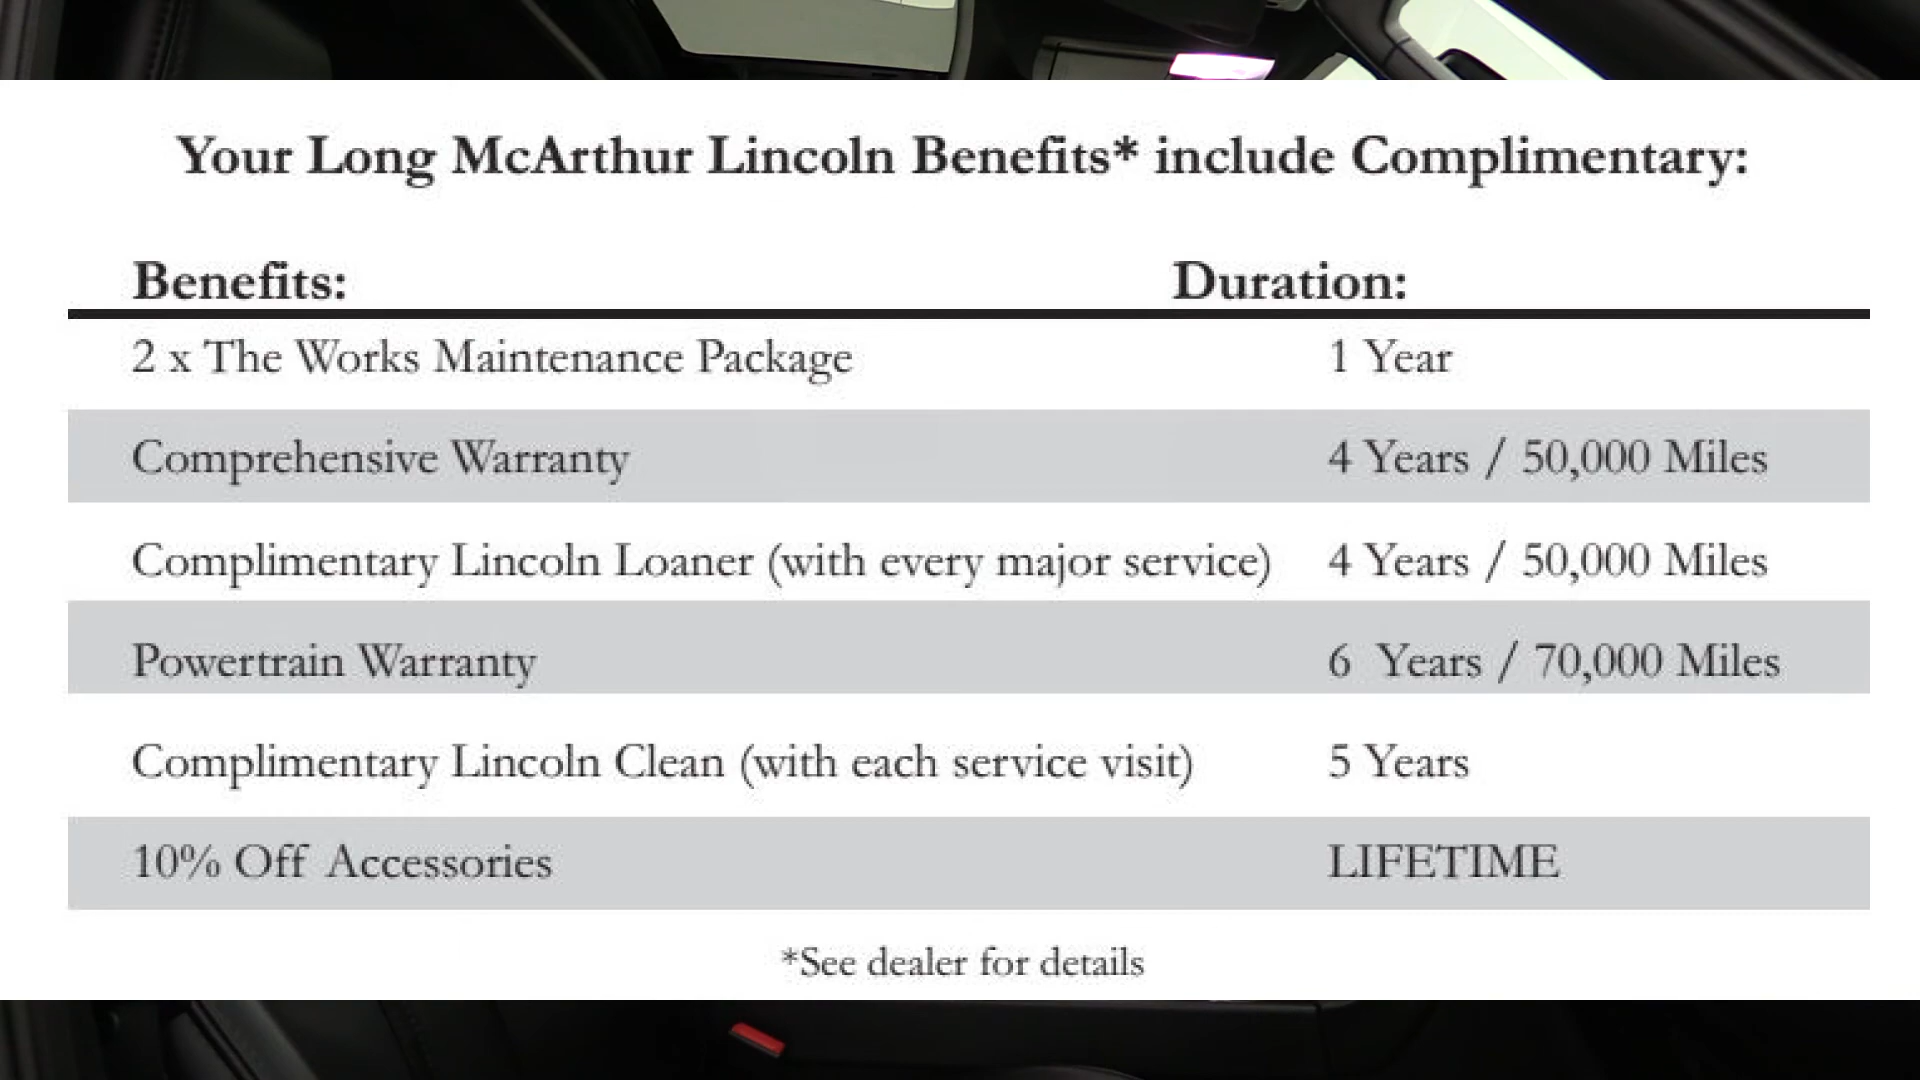 Your Long McArthur Lincoln Benefits* include Complimentary:
Benefits: Duration:
2 x The Works Maintenance Package 1 Year
Comprehensive Warranty 4 Years / 50,000 Miles
Complimentary Lincoln Loaner (with every major service) 4 Years / 50,000 Miles
Powertrain Warranty 6 Years / 70,000 Miles
Complimentary Lincoln Clean (with each service visit) 5 Years
10% Off Accessories LIFETIME
*See dealer for details